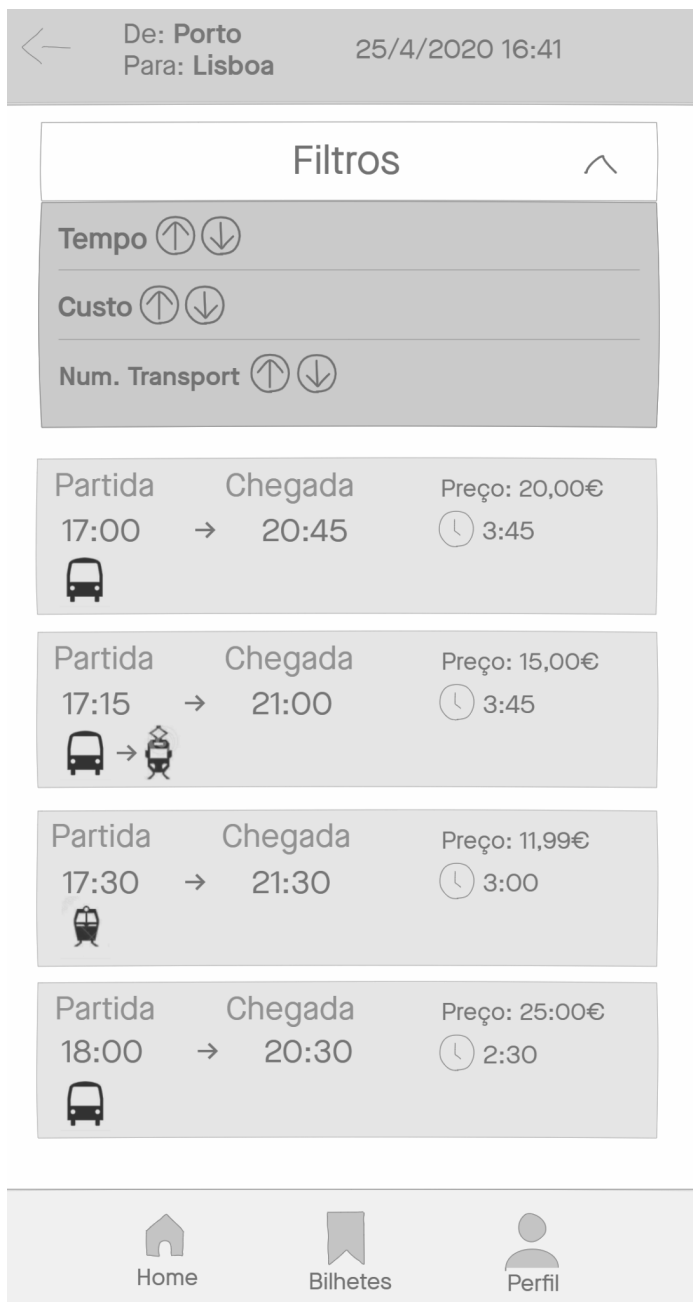 De: Porto
Para: Lisboa
25/4/2020 16:41
Filtros
Tempo
Custo
Num. Transport
Partida Chegada Preço: 20,00€
17:00 → 20:45 3:45
→
Partida Chegada Preço: 15,00€
17:15 → 21:00 3:45
→
Partida Chegada Preço: 11,99€
17:30 → 21:30 3:00
Partida Chegada Preço: 25:00€
18:00 → 20:30 2:30
Home Bilhetes Perfil